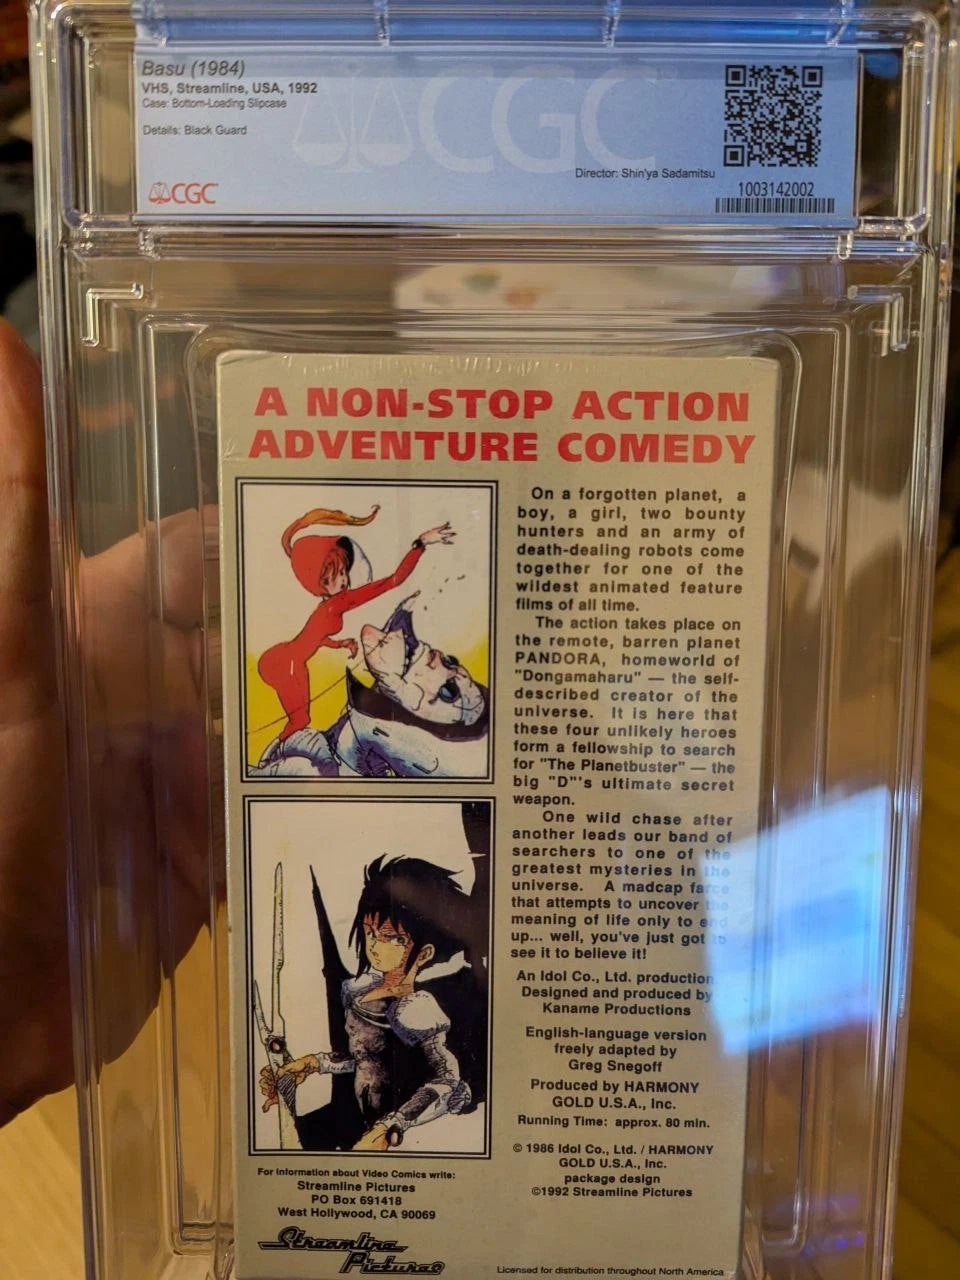 Basu (1984)
VHS, Streamline, USA, 1992
Case: Bottom-Loading Slipcase
Details: Black Guard
CGC
Director: Shin'ya Sadamitsu
CGC
1003142002
A NON-STOP ACTION
ADVENTURE COMEDY
On a forgotten planet, a
boy, a girl, two bounty
hunters and an army of
death-dealing robots come
together for one of the
wildest animated feature
films of all time.
The action takes place on
the remote, barren planet
PANDORA, homeworld of
"Dongamaharu" — the self-
described creator of the
universe. It is here that
these four unlikely heroes
form a fellowship to search
for "The Planetbuster" — the
big "D"'s ultimate secret
weapon.
One wild chase after
another leads our band of
searchers to one of the
greatest mysteries in the
universe. A madcap farce
that attempts to uncover the
meaning of life only to end
up... well, you've just got to
see it to believe it!
An Idol Co., Ltd. production
Designed and produced by
Kaname Productions
English-language version
freely adapted by
Greg Snegoff
Produced by HARMONY
GOLD U.S.A., Inc.
Running Time: approx. 80 min.
© 1986 Idol Co., Ltd. / HARMONY
GOLD U.S.A., Inc.
package design
©1992 Streamline Pictures
For information about Video Comics write:
Streamline Pictures
PO Box 691418
West Hollywood, CA 90069
Streamline
Pictures
Licensed for distribution throughout North America